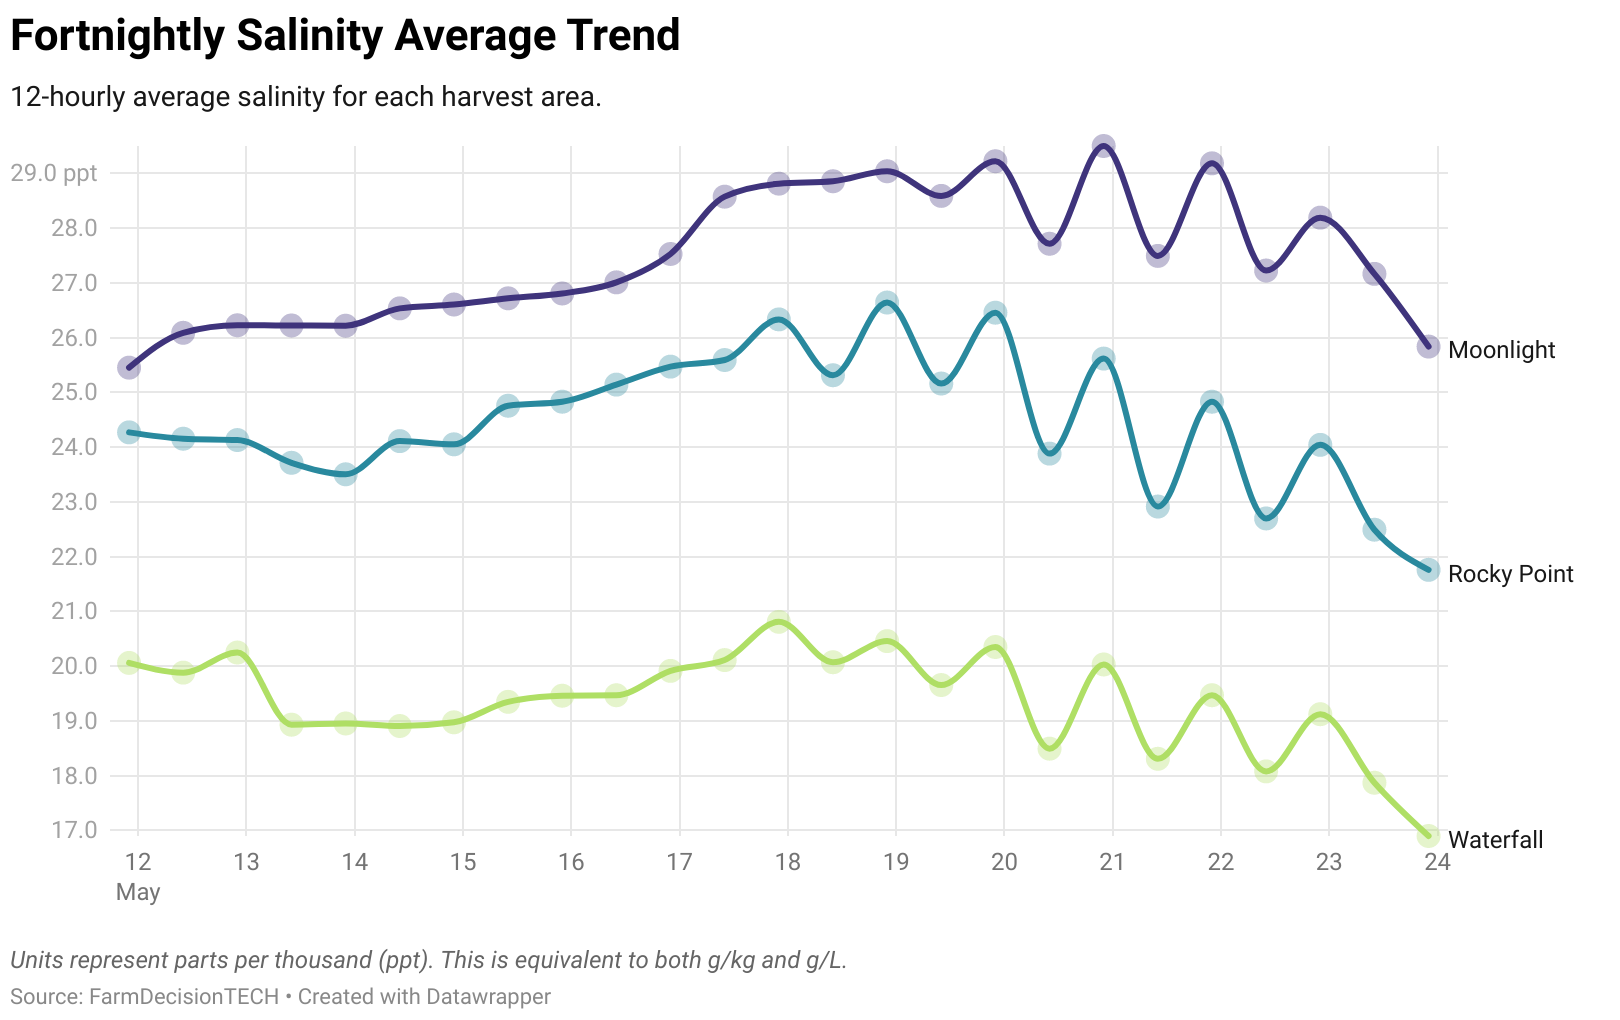 Fortnightly Salinity Average Trend
12-hourly average salinity for each harvest area.
29.0 ppt
28.0
27.0
26.0
25.0
24.0
23.0
22.0
21.0
20.0
19.0
18.0
17.0
Moonlight
Rocky Point
Waterfall
12 13 14 15 16 17 18 19 20 21 22 23 24
May
Units represent parts per thousand (ppt). This is equivalent to both g/kg and g/L.
Source: FarmDecisionTECH • Created with Datawrapper